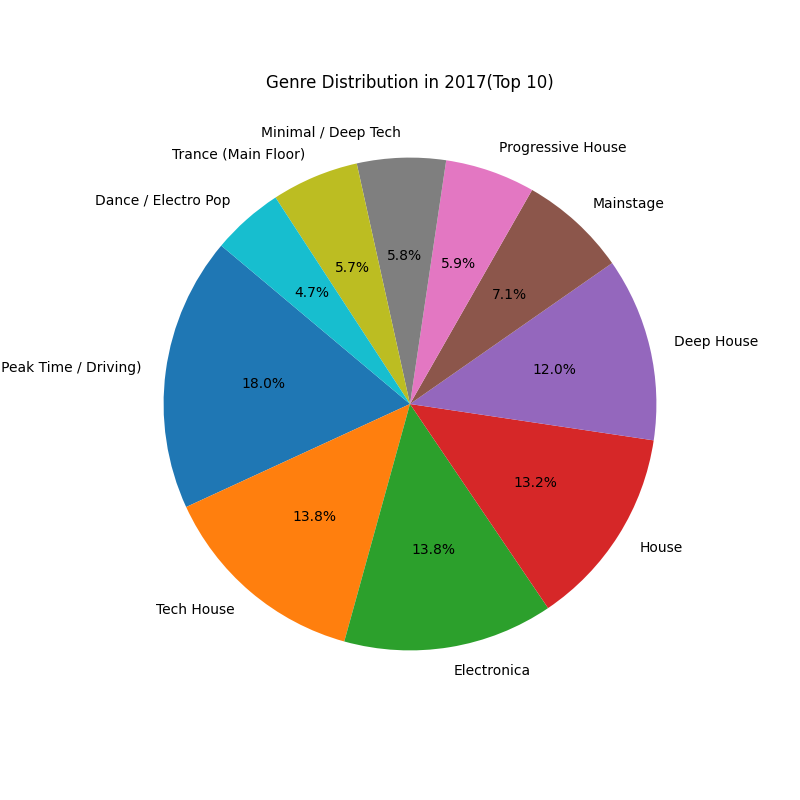 Genre Distribution in 2017(Top 10)
Minimal / Deep Tech
Progressive House
Trance (Main Floor)
Dance / Electro Pop
Mainstage
5.8%
5.9%
5.7%
4.7%
7.1%
Deep House
Peak Time / Driving)
12.0%
18.0%
13.2%
13.8%
13.8%
House
Tech House
Electronica